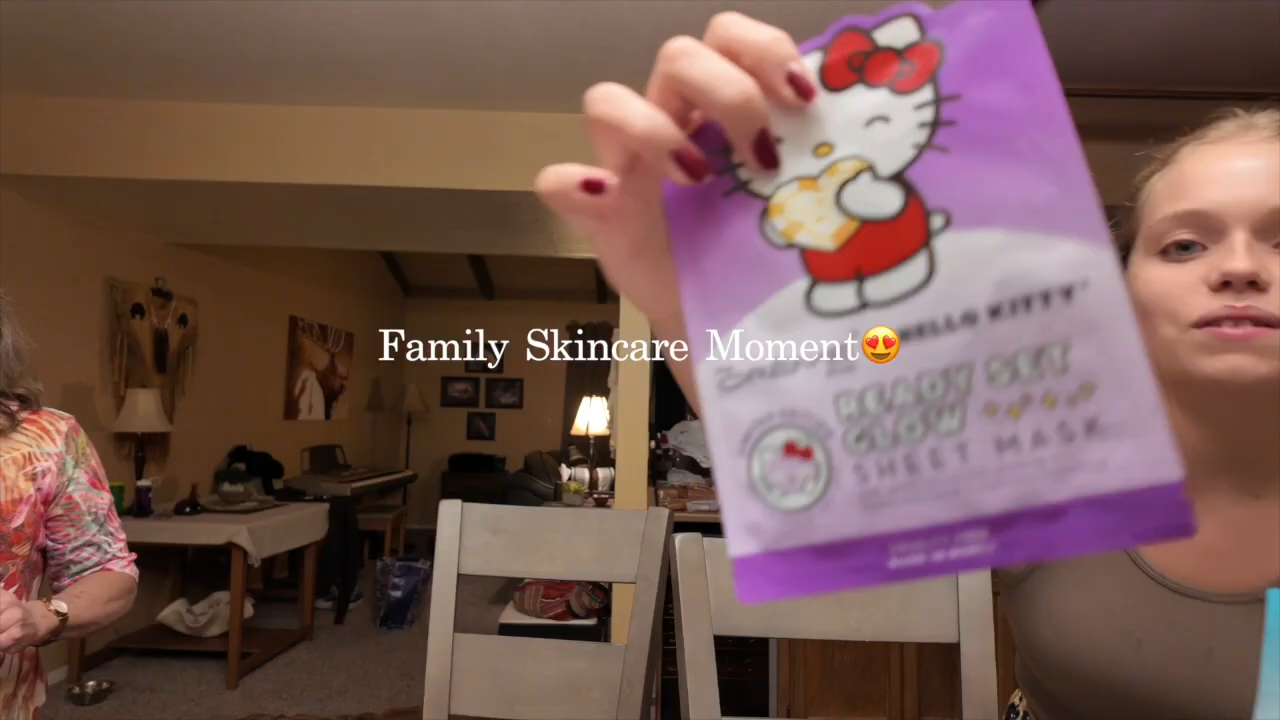 Family Skincare Moment😍
HELLO KITTY
READY SET
GLOW
SHEET MASK